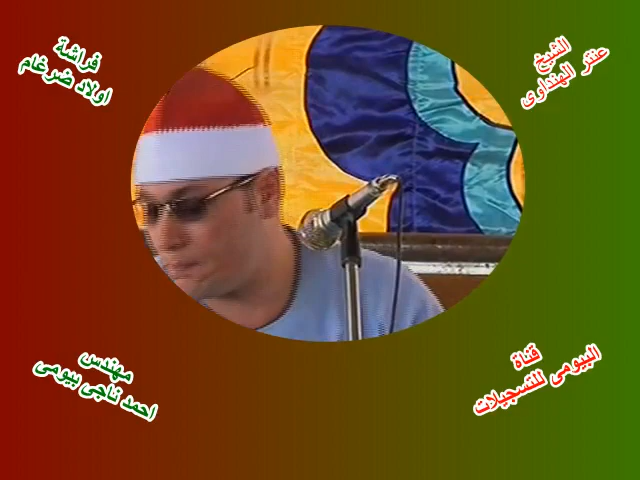 الشيخ
عنتر الهنداوى
فراشة
اولاد ضرغام
قناة
البيومى للتسجيلات
مهندس
احمد ناجى بيومى